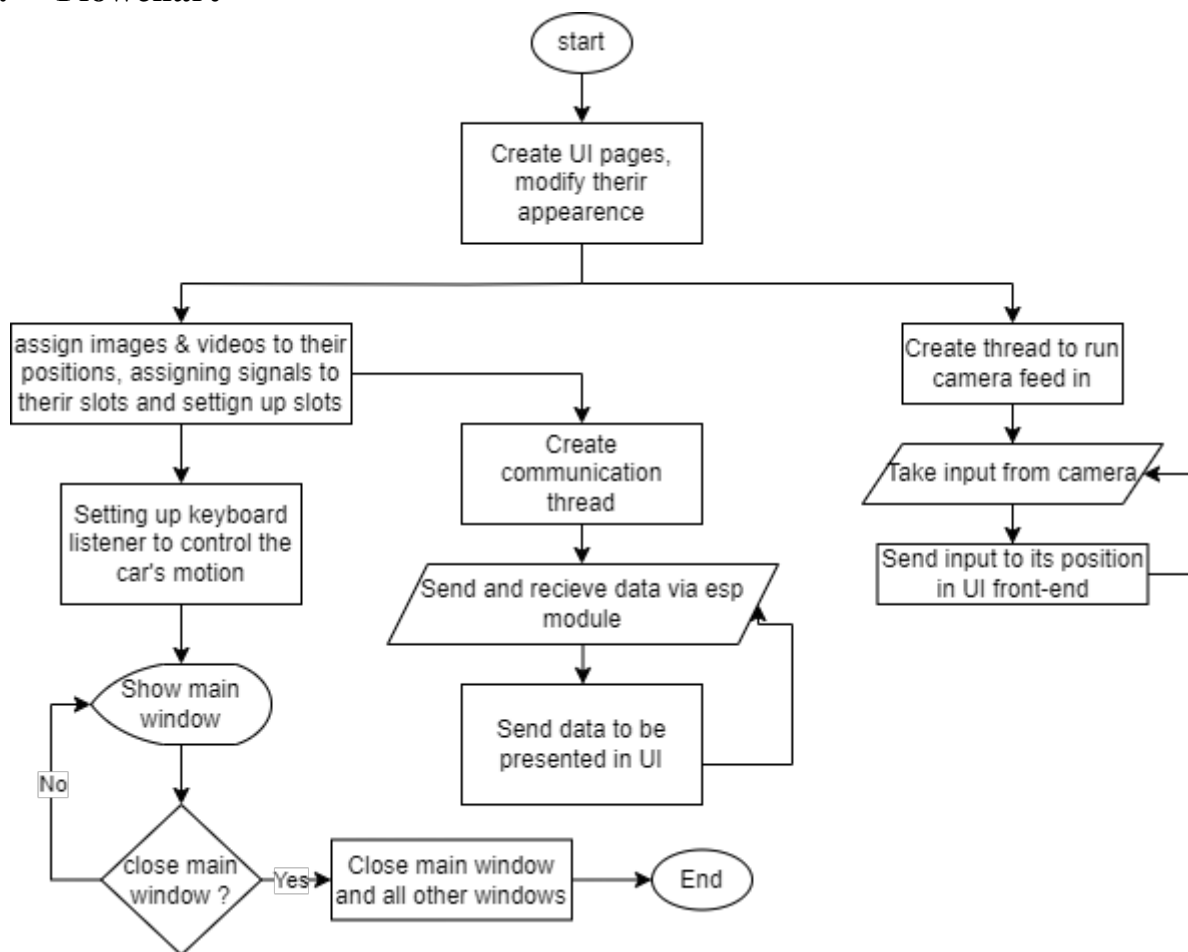 start
Create UI pages,
modify therir
appearence
assign images & videos to their
positions, assigning signals to
therir slots and settign up slots
Create thread to run
camera feed in
Create
communication
thread
Take input from camera
Setting up keyboard
listener to control the
car's motion
Send input to its position
in UI front-end
Send and recieve data via esp
module
Show main
window
Send data to be
presented in UI
No
close main
window ?
Yes
Close main window
and all other windows
End